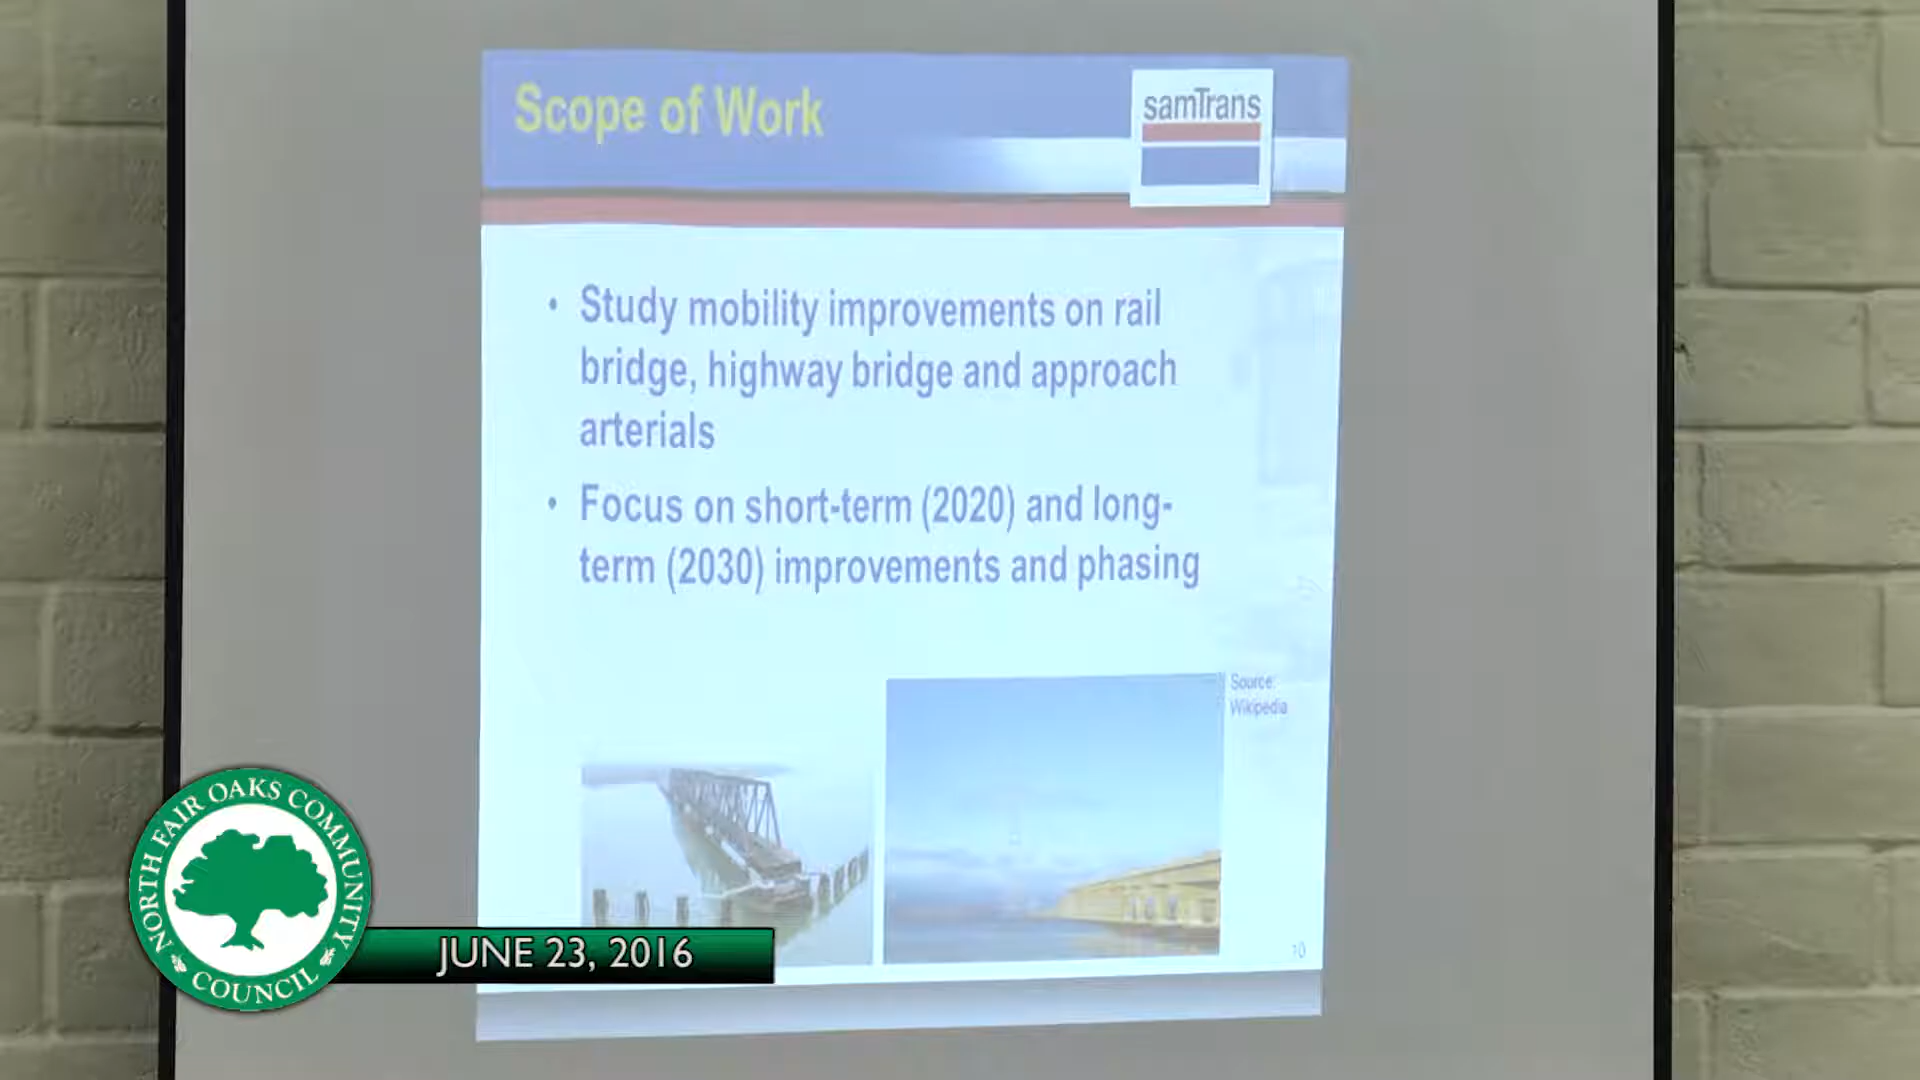 Scope of Work
samTrans
• Study mobility improvements on rail
bridge, highway bridge and approach
arterials
• Focus on short-term (2020) and long-
term (2030) improvements and phasing
Source:
Wikipedia
10
NORTH FAIR OAKS COMMUNITY
COUNCIL
JUNE 23, 2016